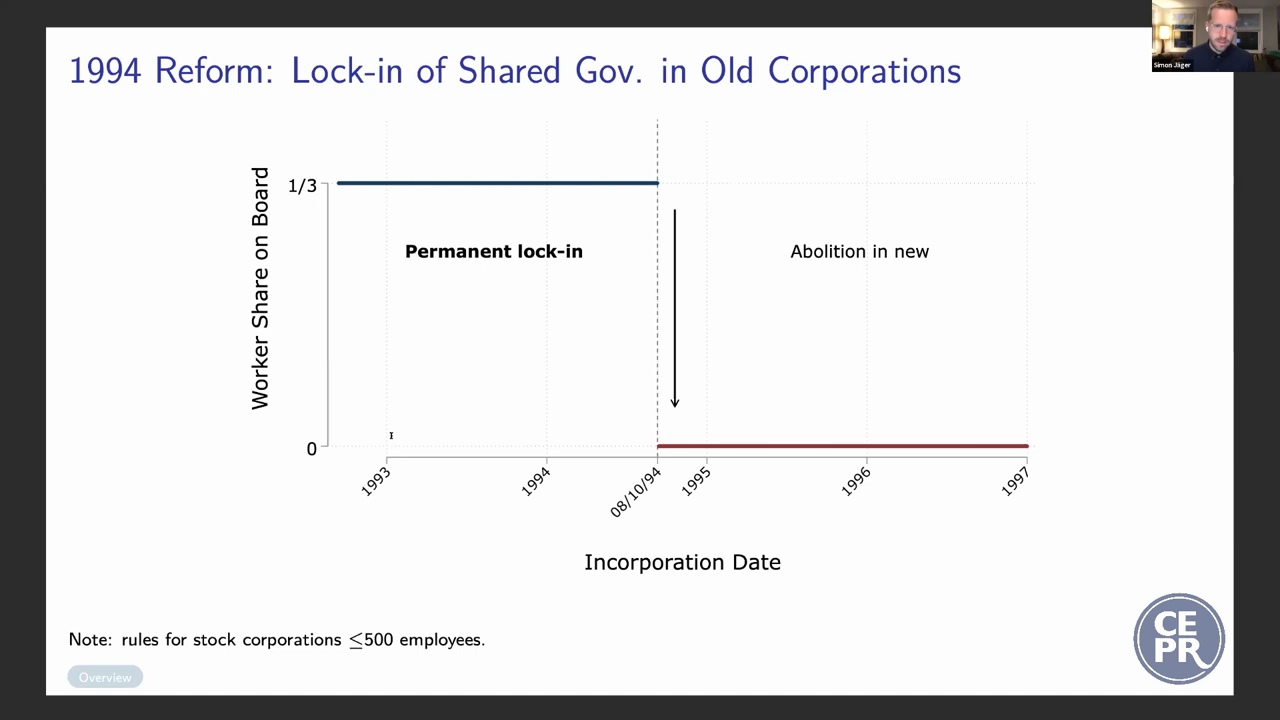 Simon Jäger
1994 Reform: Lock-in of Shared Gov. in Old Corporations
Worker Share on Board
1/3
0
Permanent lock-in
Abolition in new
1993
1994
08/10/94
1995
1996
1997
Incorporation Date
Note: rules for stock corporations ≤500 employees.
Overview
CE
PR